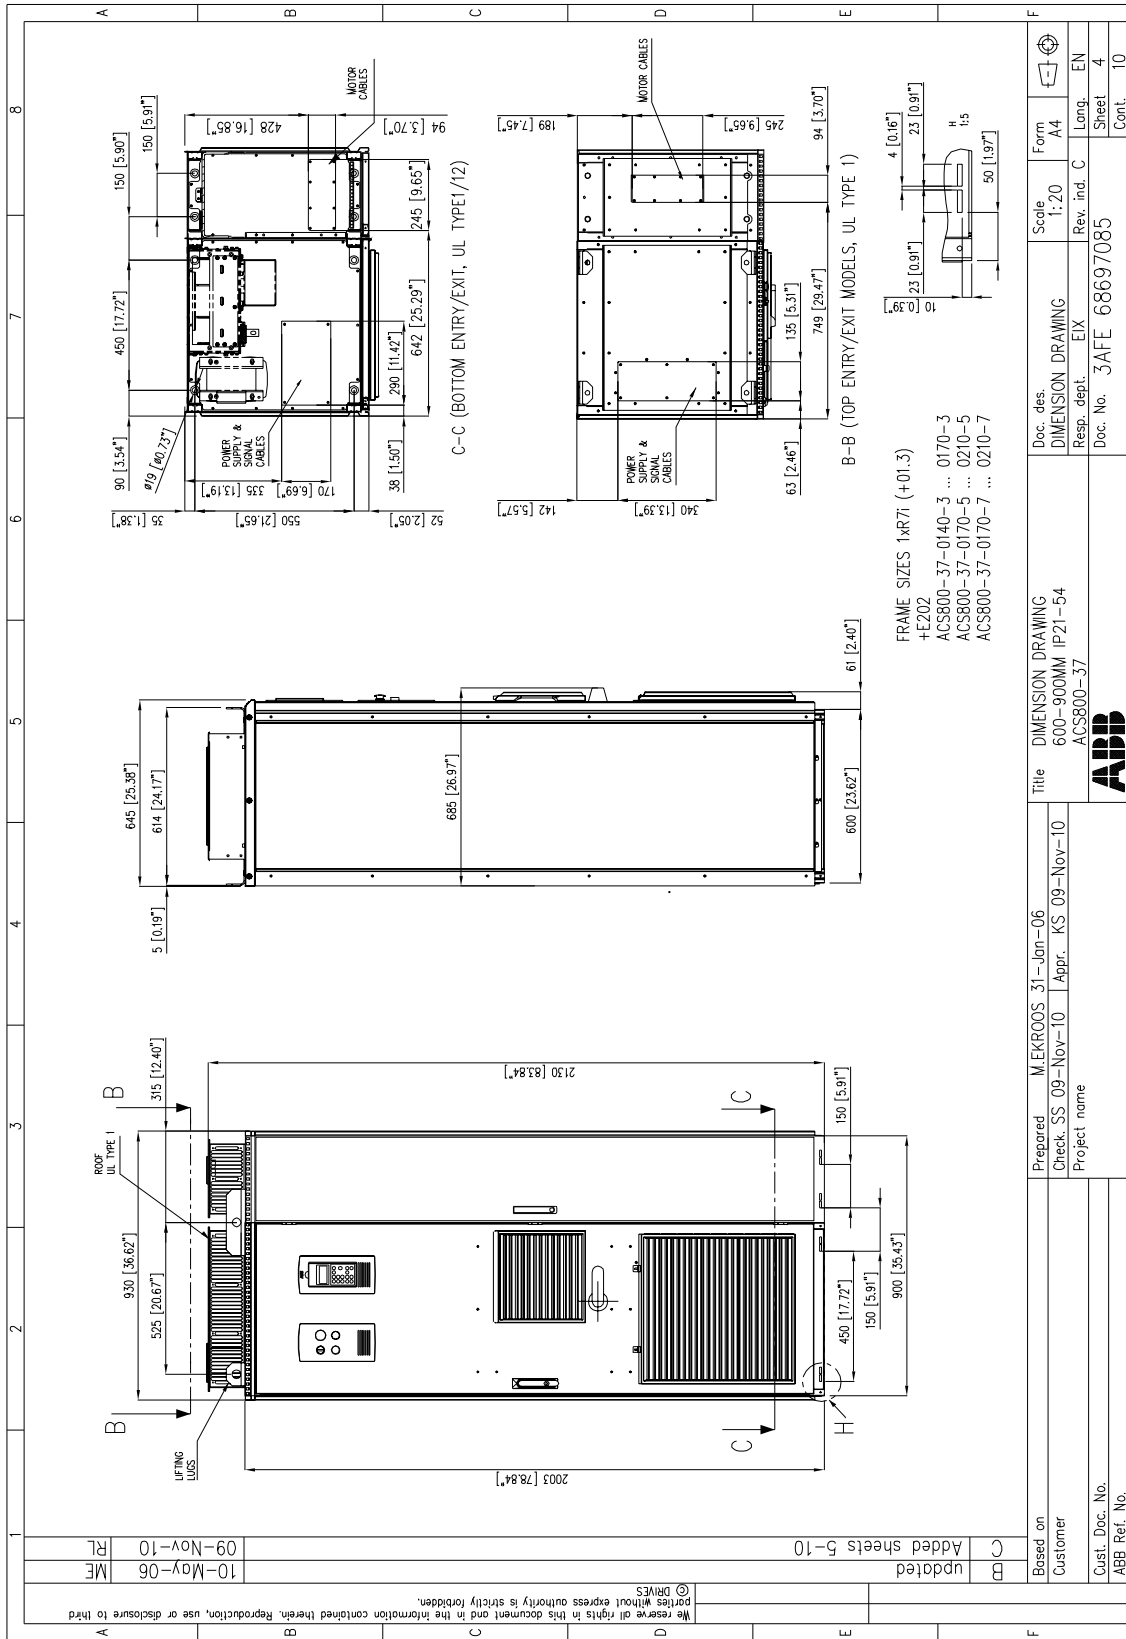 1
2
3
4
5
6
7
8
A
B
C
D
E
F
A
B
C
D
E
F
We reserve all rights in this document and in the information contained therein. Reproduction, use or disclosure to third
parties without express authority is strictly forbidden.
© DRIVES
B updated 10-May-06 ME
C Added sheets 5-10 09-Nov-10 RL
LIFTING
LUGS
ROOF
UL TYPE 1
B
B
C
C
H
930 [36.62"]
525 [20.67"]
315 [12.40"]
2003 [78.84"]
2130 [83.84"]
450 [17.72"]
150 [5.91"]
150 [5.91"]
900 [35.43"]
5 [0.19"]
645 [25.38"]
614 [24.17"]
685 [26.97"]
600 [23.62"]
61 [2.40"]
90 [3.54"]
450 [17.72"]
150 [5.90"]
150 [5.91"]
ø19 [ø0.73"]
35 [1.38"]
550 [21.65"]
52 [2.05"]
335 [13.19"]
170 [6.69"]
POWER
SUPPLY &
SIGNAL
CABLES
38 [1.50"]
290 [11.42"]
642 [25.29"]
245 [9.65"]
428 [16.85"]
94 [3.70"]
MOTOR
CABLES
C-C (BOTTOM ENTRY/EXIT, UL TYPE1/12)
142 [5.57"]
340 [13.39"]
POWER
SUPPLY &
SIGNAL
CABLES
MOTOR CABLES
189 [7.45"]
245 [9.65"]
63 [2.46"]
135 [5.31"]
749 [29.47"]
94 [3.70"]
B-B (TOP ENTRY/EXIT MODELS, UL TYPE 1)
10 [0.39"]
23 [0.91"]
4 [0.16"]
23 [0.91"]
50 [1.97"]
H
1:5
FRAME SIZES 1xR7i (+01.3)
+E202
ACS800-37-0140-3 ... 0170-3
ACS800-37-0170-5 ... 0210-5
ACS800-37-0170-7 ... 0210-7
Based on
Customer
Cust. Doc. No.
ABB Ref. No.
Prepared M.EKROOS 31-Jan-06
Check. SS 09-Nov-10 Appr. KS 09-Nov-10
Project name
Title DIMENSION DRAWING
600-900MM IP21-54
ACS800-37
ABB
Doc. des.
DIMENSION DRAWING
Resp. dept. EIX
Doc. No. 3AFE 68697085
Scale
1:20
Rev. ind. C
Form
A4
Lang. EN
Sheet 4
Cont. 10